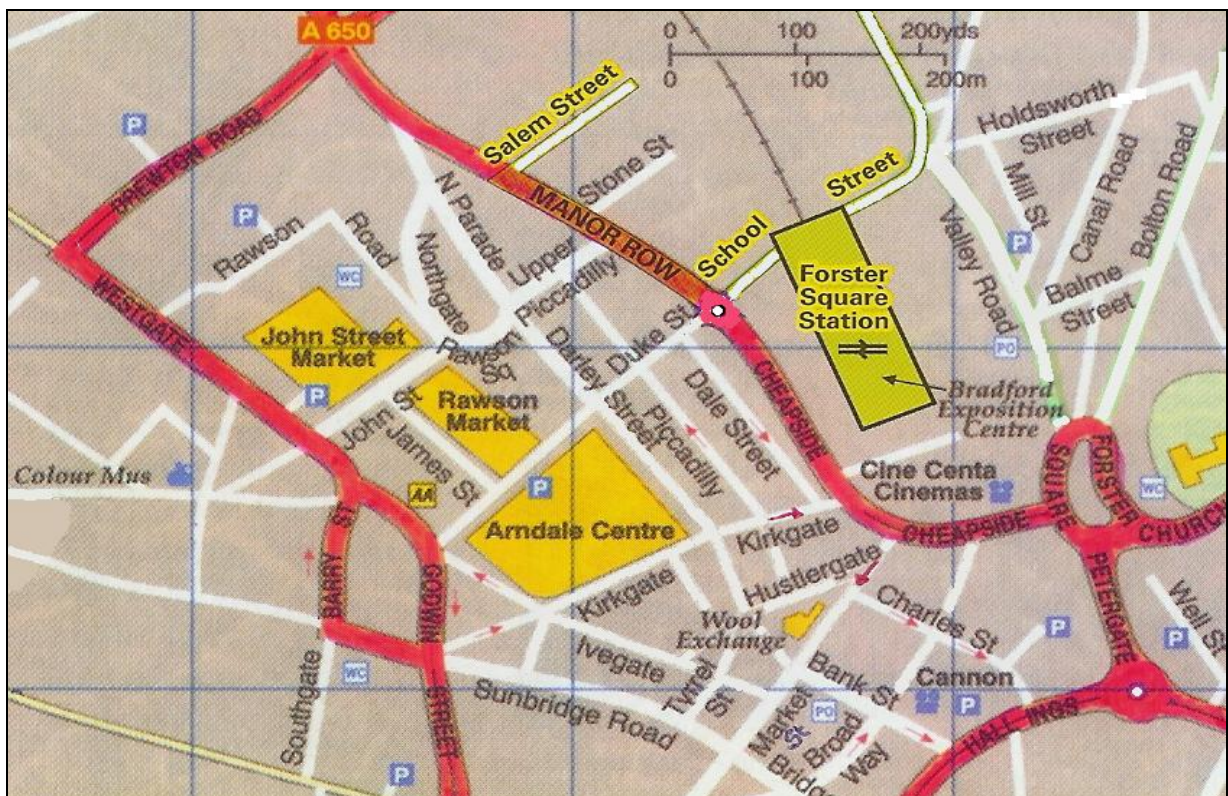 A 650
0 100 200yds
0 100 200m
Salem Street
Holdsworth
Street
DREWTON ROAD
Stone St
Upper
Piccadilly
MANOR ROW
School
Street
Mill St
Canal Road
Bolton Road
Valley Road
Balme
Street
N Parade
Northgate
Rawson
Road
P
P
P
WC
WESTGATE
John Street
Market
Forster
Square
Station
Duke St
Rawson
Sq
Darley
Street
CHEAPSIDE
PO
Bradford
Exposition
Centre
Rawson
Market
P
John
St
James St
Piccadilly
Dale Street
Colour Mus
AA
P
Arndale Centre
Cine Centa
Cinemas
FORSTER
SQUARE
WC
CHEAPSIDE
CHURCH
Kirkgate
Hustlergate
BARRY ST
GODWIN
STREET
Kirkgate
Wool
Exchange
Charles St
PETERGATE
Well St
P
P
Ivegate
Tyrrel
St
Bank St
Cannon
P
WC
Southgate
Sunbridge Road
Market
St
PO
Broad
Way
HALL INGS
Bridge
P